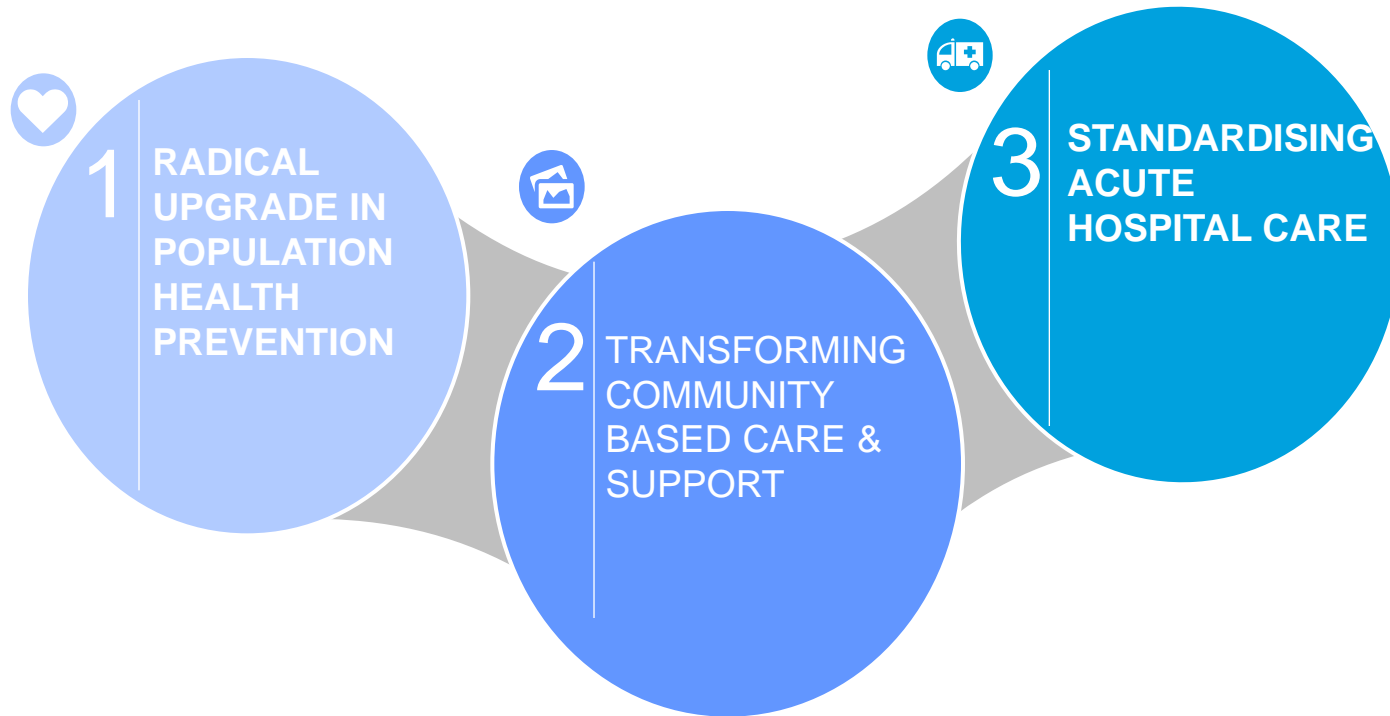 1
RADICAL
UPGRADE IN
POPULATION
HEALTH
PREVENTION
2
TRANSFORMING
COMMUNITY
BASED CARE &
SUPPORT
3
STANDARDISING
ACUTE
HOSPITAL CARE